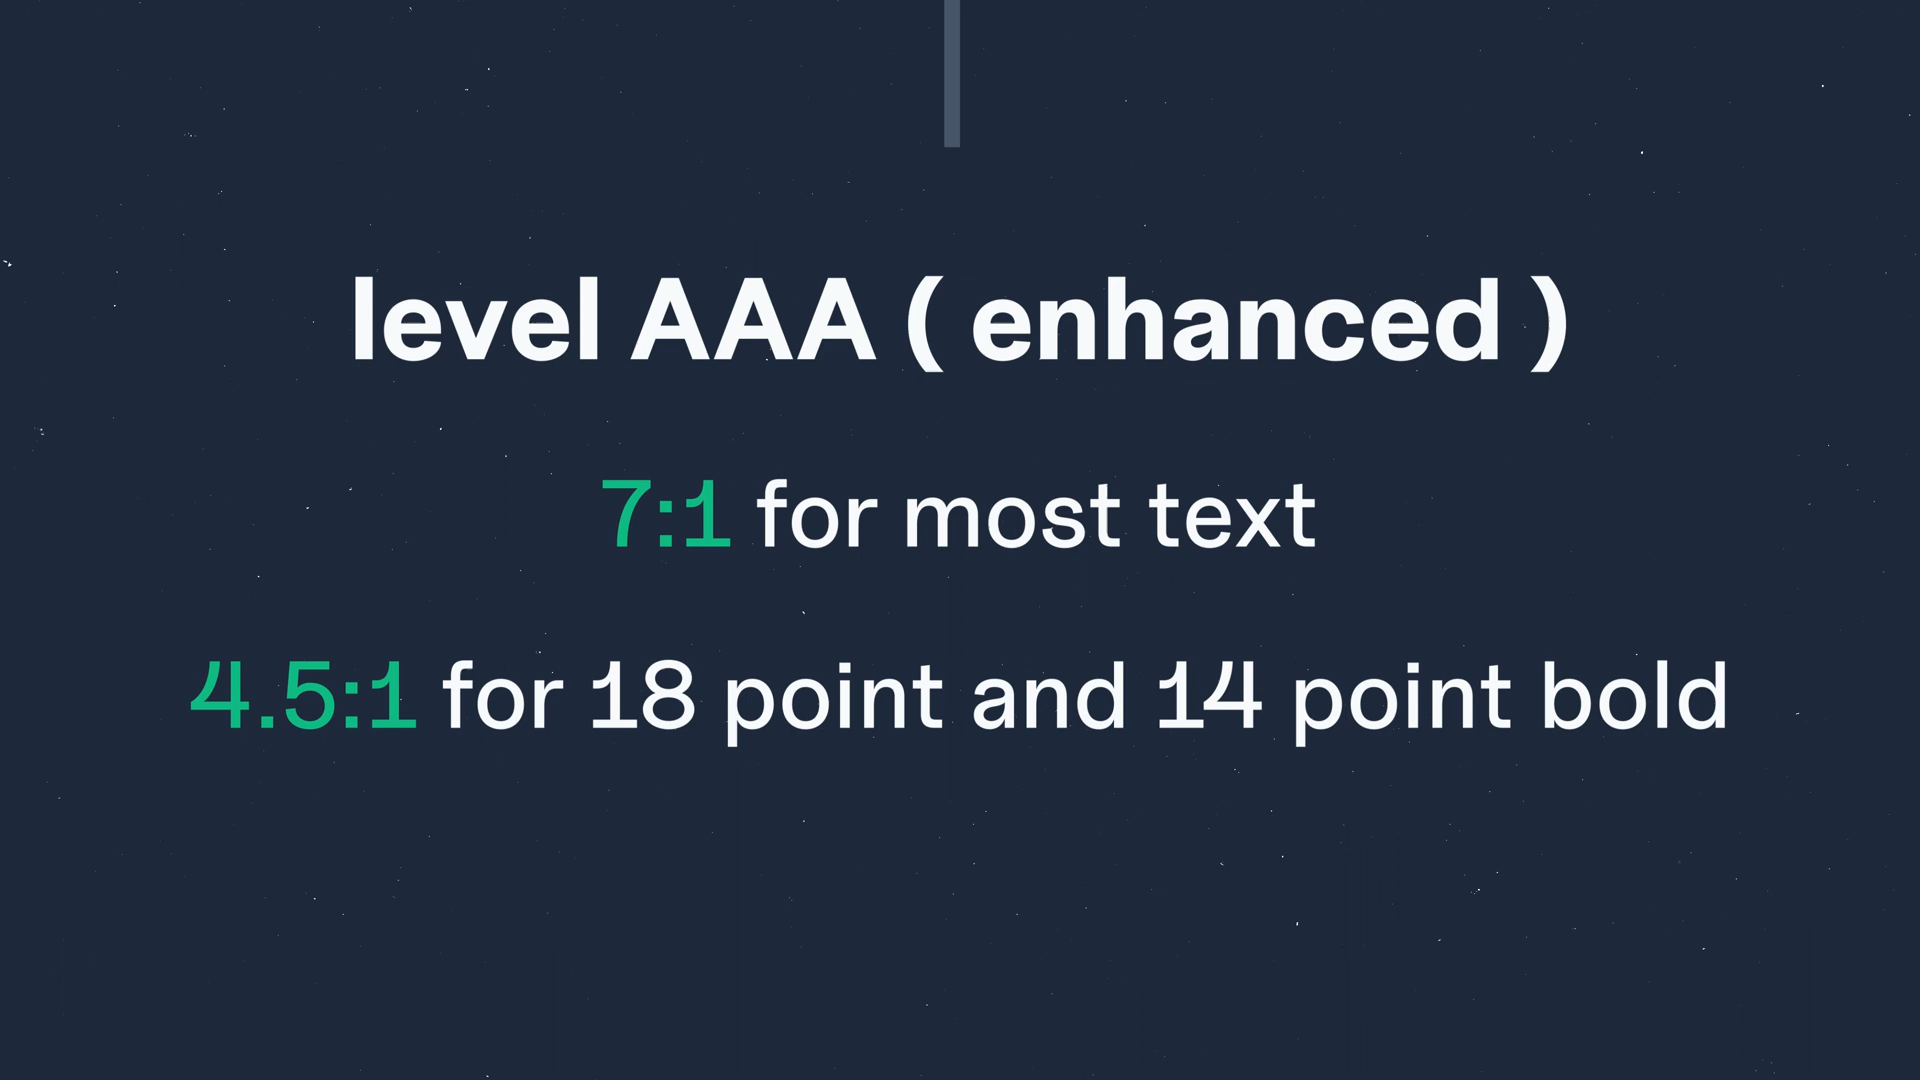 level AAA ( enhanced )
7:1 for most text
4.5:1 for 18 point and 14 point bold